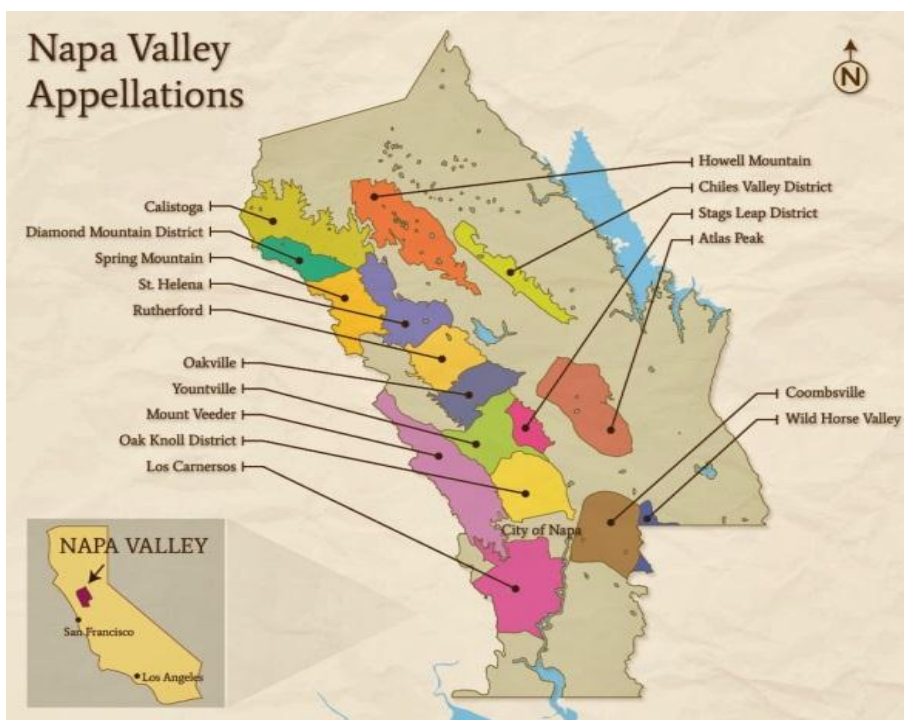 Napa Valley
Appellations
N
Howell Mountain
Chiles Valley District
Stags Leap District
Atlas Peak
Calistoga
Diamond Mountain District
Spring Mountain
St. Helena
Rutherford
Oakville
Yountville
Mount Veeder
Oak Knoll District
Los Carnersos
Coombsville
Wild Horse Valley
City of Napa
NAPA VALLEY
San Francisco
Los Angeles